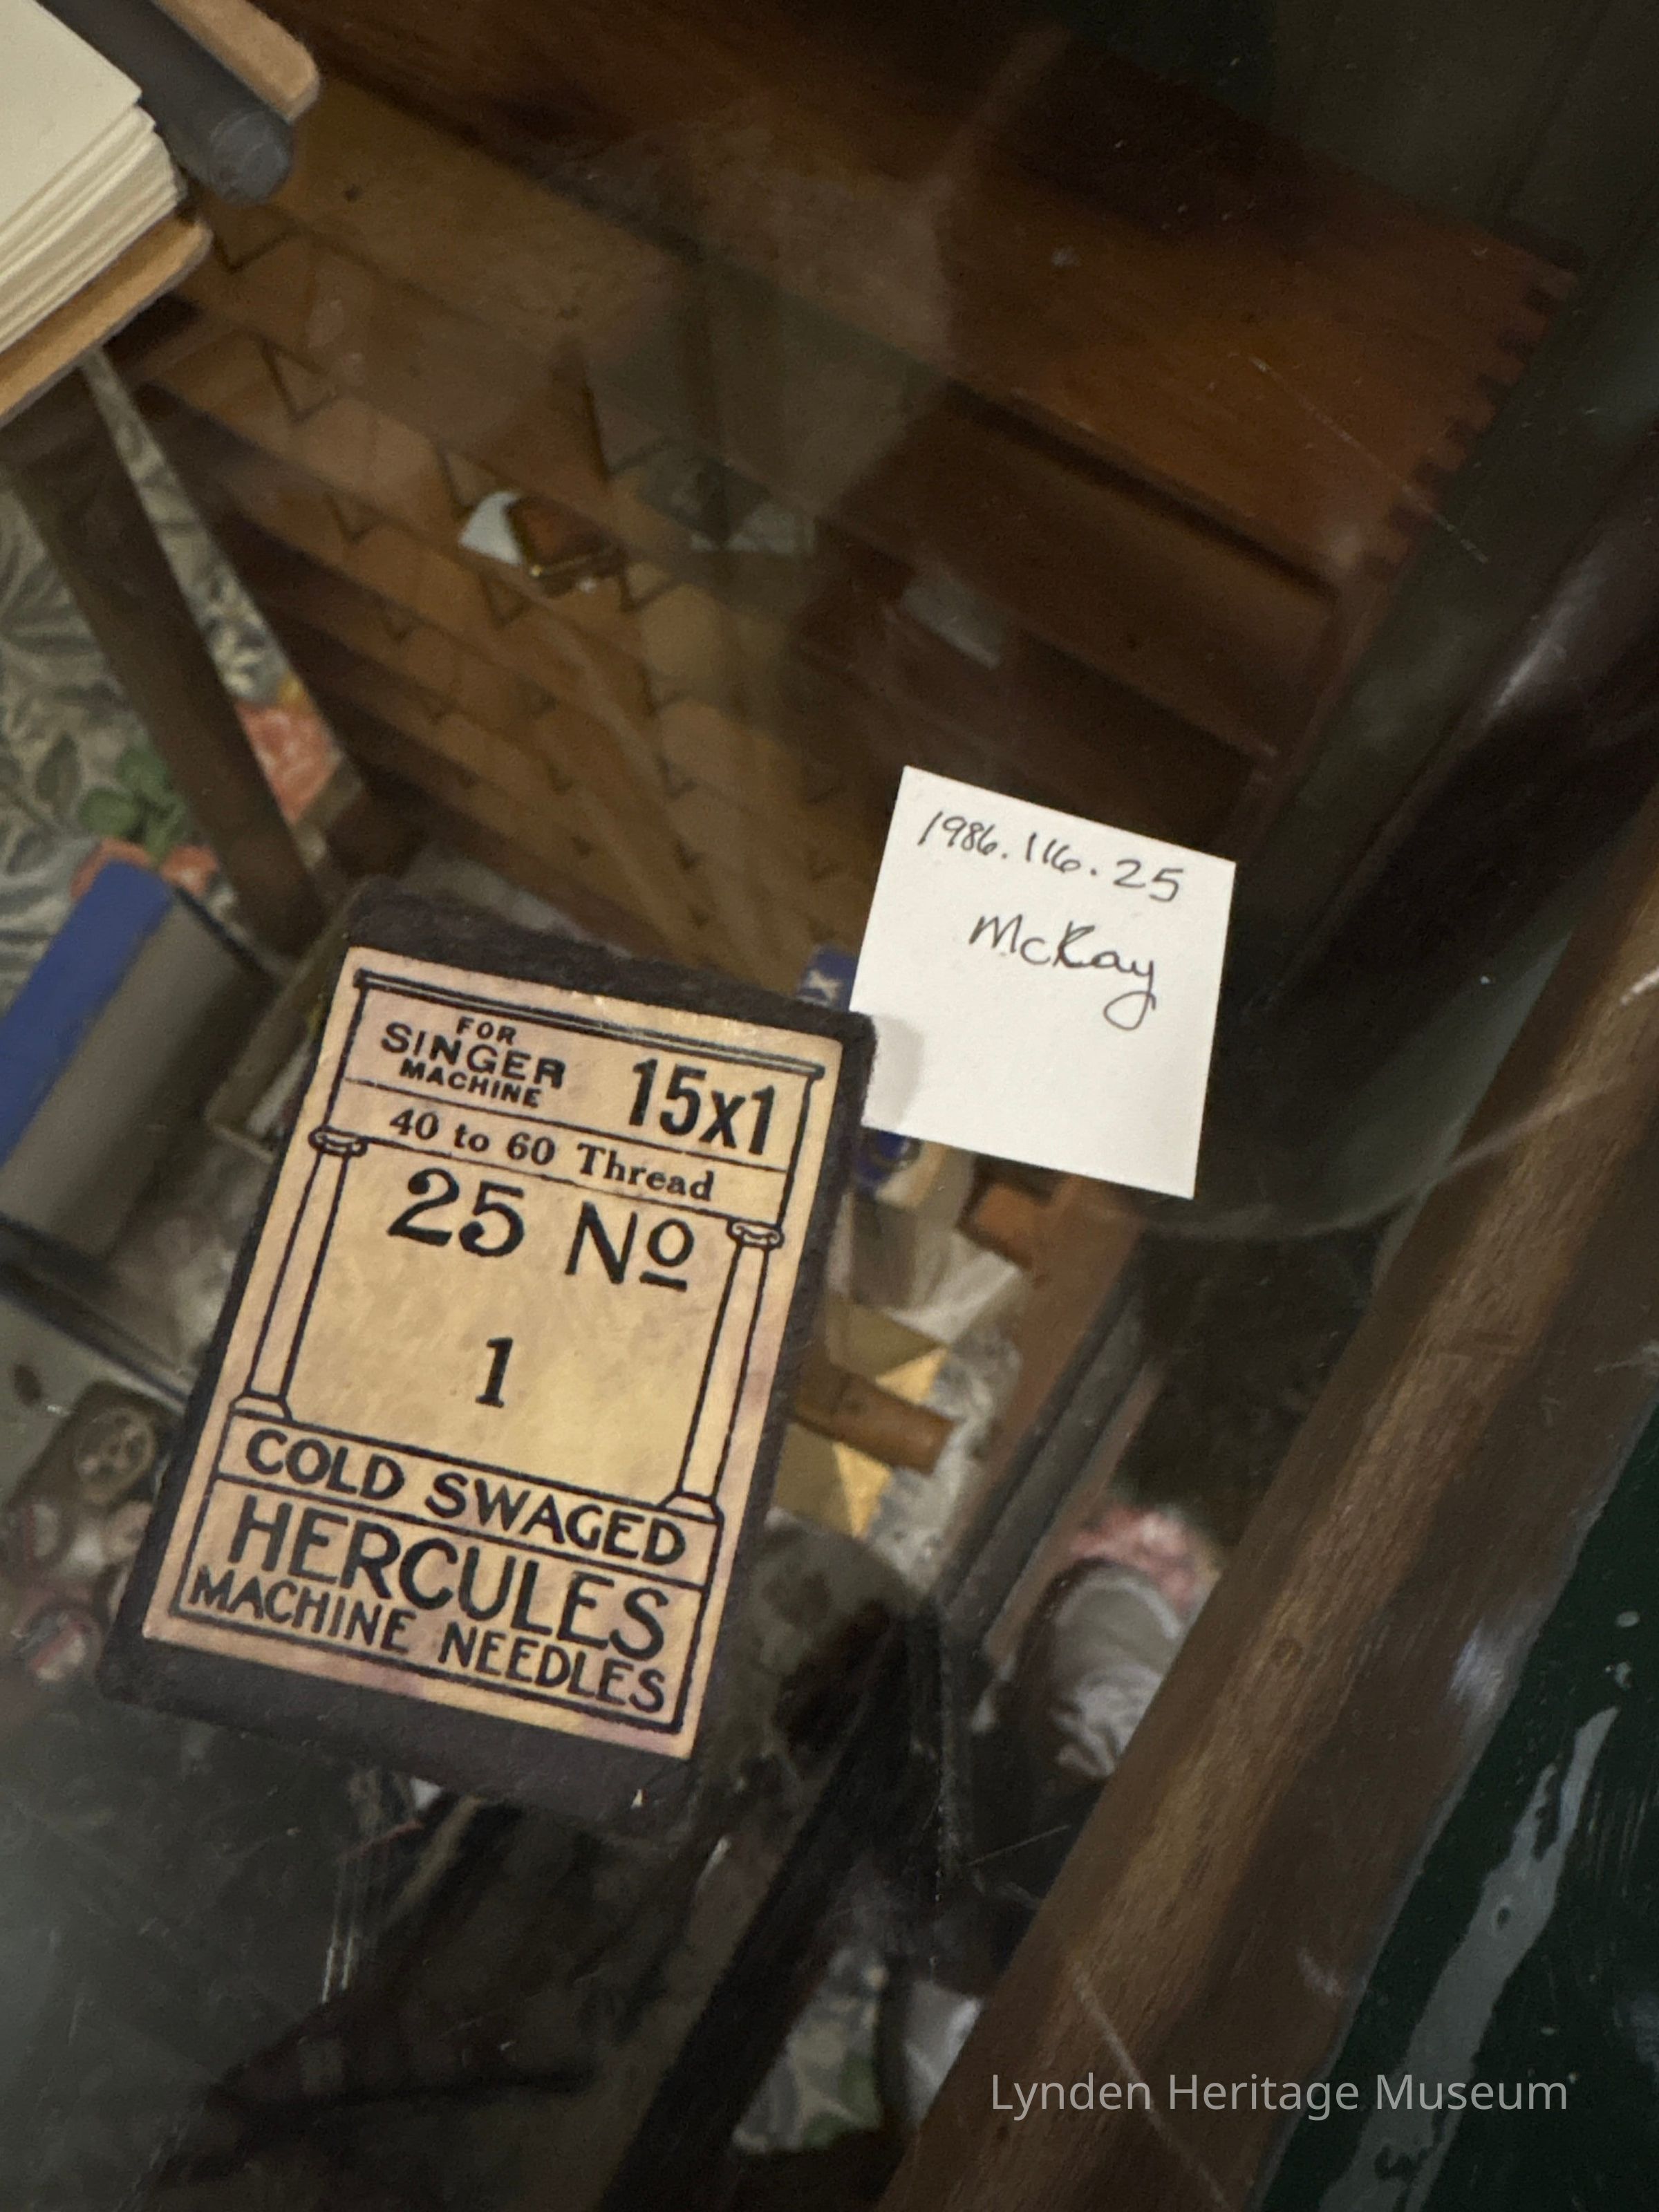 1986.116.25
McKay
FOR
SINGER
MACHINE
15x1
40 to 60 Thread
25 Nº
1
COLD SWAGED
HERCULES
MACHINE NEEDLES
Lynden Heritage Museum